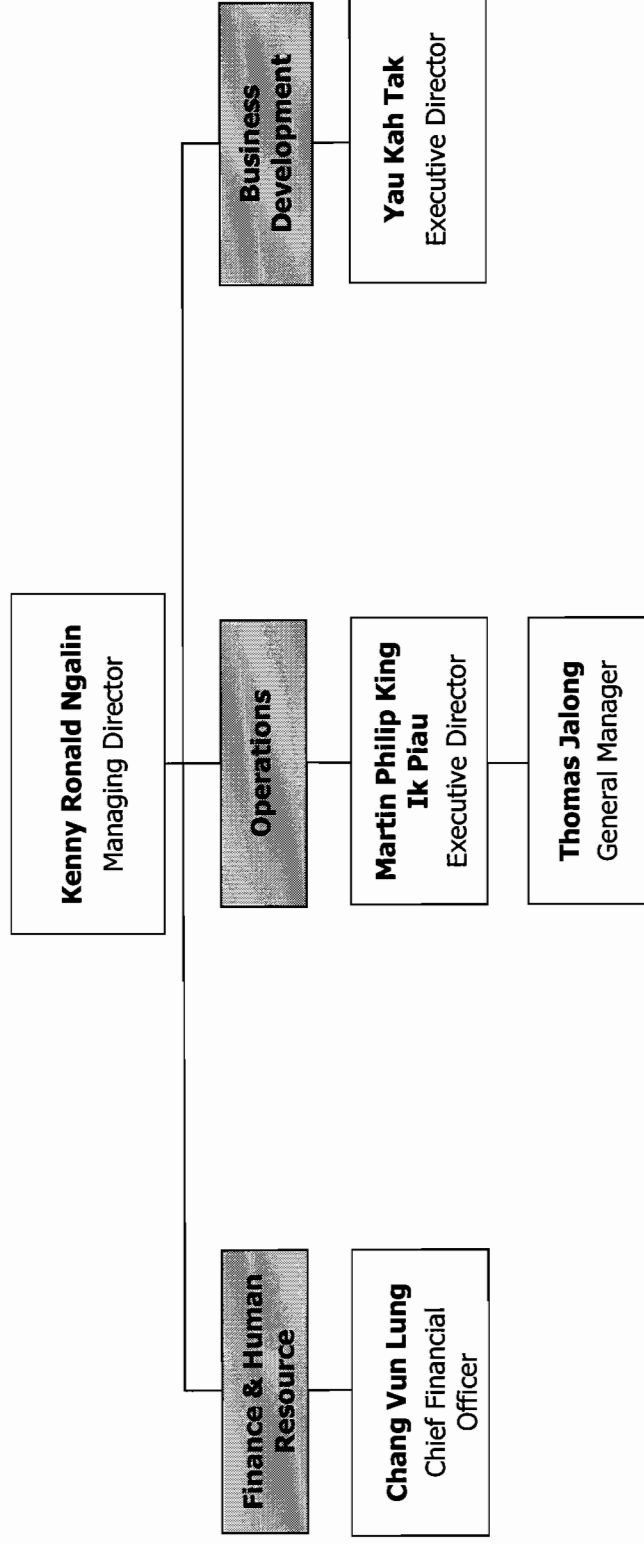 Kenny Ronald Ngalin
Managing Director
Finance & Human
Resource
Operations
Business
Development
Chang Vun Lung
Chief Financial
Officer
Martin Philip King
Ik Piau
Executive Director
Yau Kah Tak
Executive Director
Thomas Jalong
General Manager